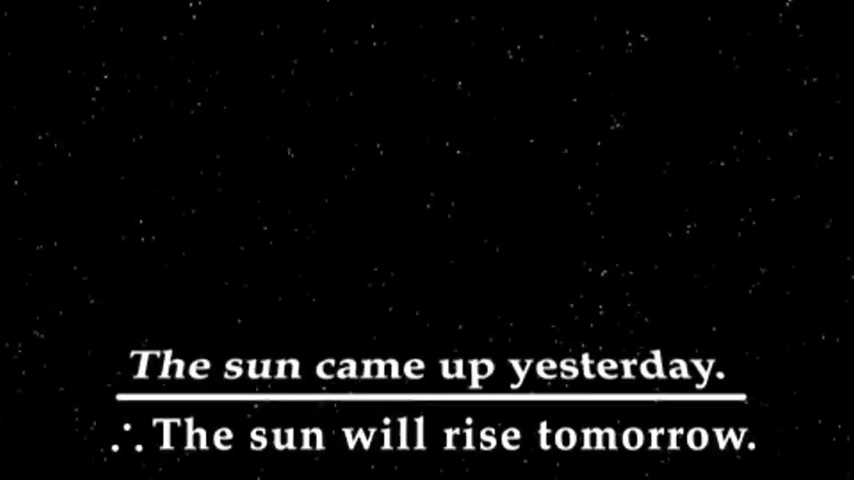 The sun came up yesterday.
∴ The sun will rise tomorrow.